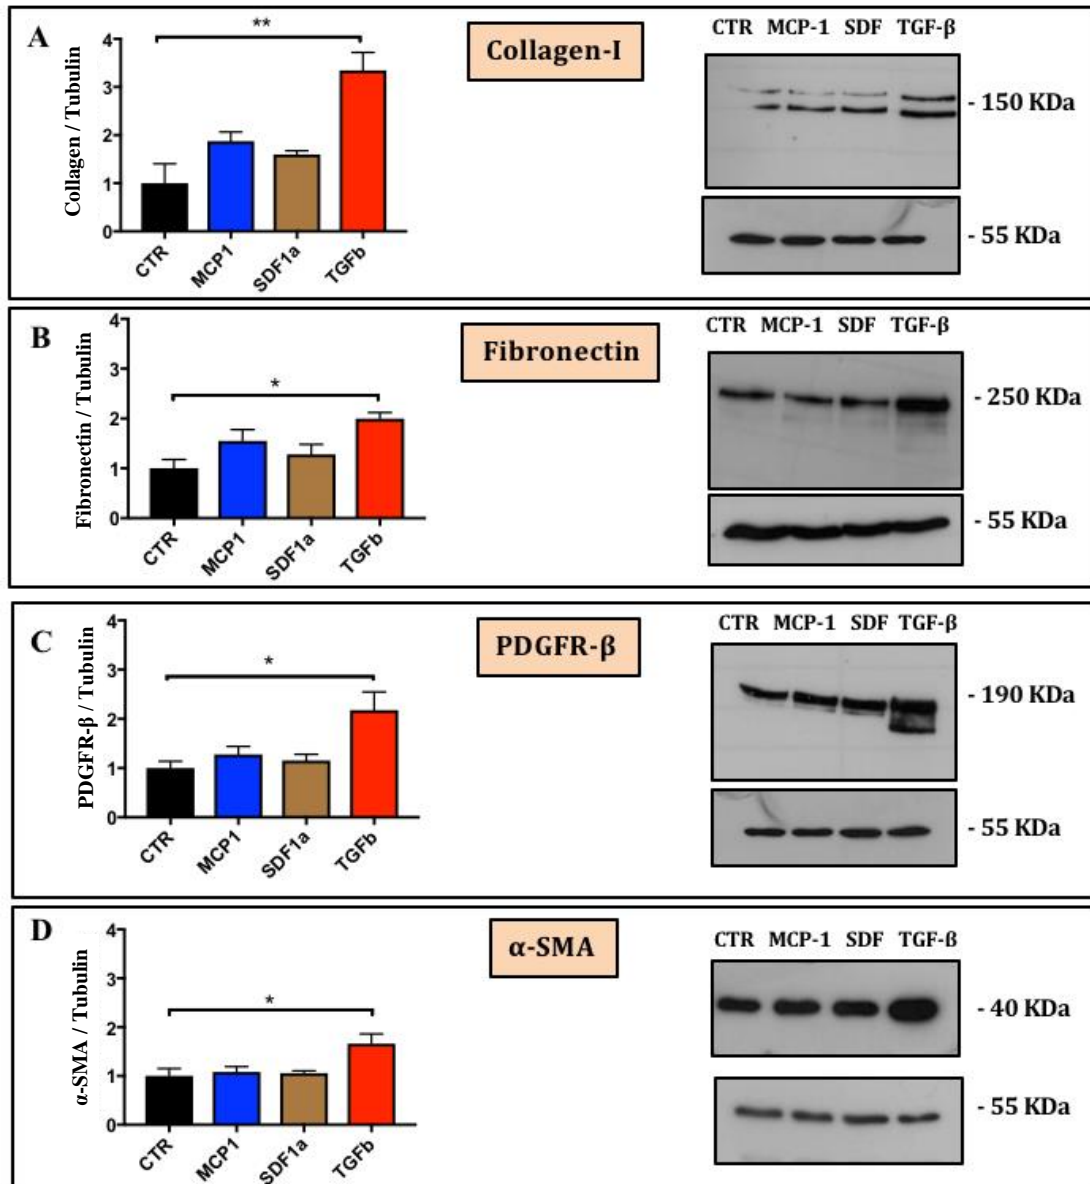 A
Collagen / Tubulin
4
3
2
1
0
**
CTR
MCP1
SDF1a
TGFb
Collagen-I
CTR MCP-1 SDF TGF-β
- 150 KDa
- 55 KDa
B
Fibronectin / Tubulin
4
3
2
1
0
*
CTR
MCP1
SDF1a
TGFb
Fibronectin
CTR MCP-1 SDF TGF-β
- 250 KDa
- 55 KDa
C
PDGFR-β / Tubulin
4
3
2
1
0
*
CTR
MCP1
SDF1a
TGFb
PDGFR-β
CTR MCP-1 SDF TGF-β
- 190 KDa
- 55 KDa
D
α-SMA / Tubulin
4
3
2
1
0
*
CTR
MCP1
SDF1a
TGFb
α-SMA
CTR MCP-1 SDF TGF-β
- 40 KDa
- 55 KDa